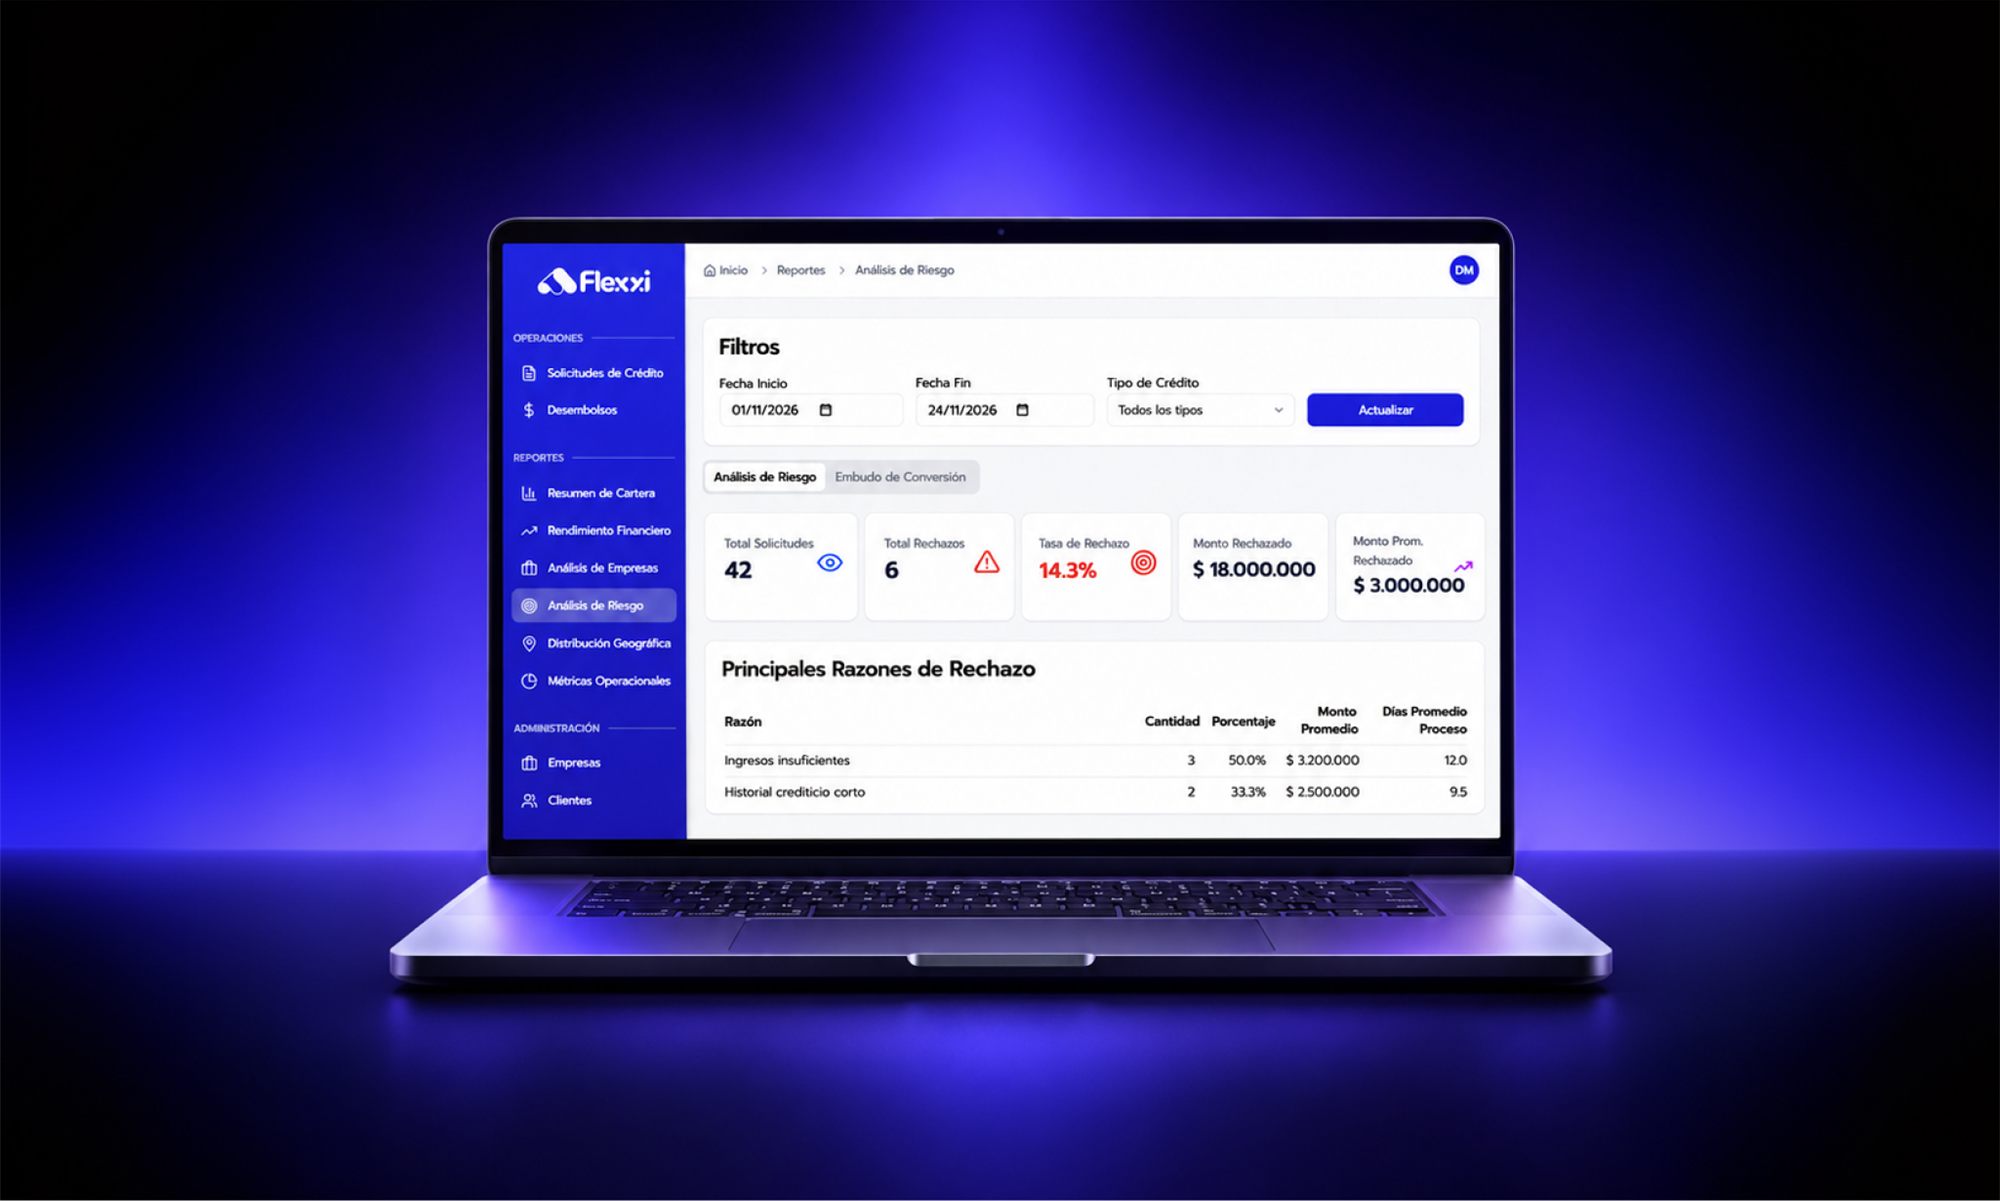 Flexxi
OPERACIONES
Solicitudes de Crédito
Desembolsos
REPORTES
Resumen de Cartera
Rendimiento Financiero
Análisis de Empresas
Análisis de Riesgo
Distribución Geográfica
Métricas Operacionales
ADMINISTRACIÓN
Empresas
Clientes
Inicio > Reportes > Análisis de Riesgo
DM
Filtros
Fecha Inicio Fecha Fin Tipo de Crédito
01/11/2026 24/11/2026 Todos los tipos Actualizar
Análisis de Riesgo Embudo de Conversión
Total Solicitudes
42
Total Rechazos
6
Tasa de Rechazo
14.3%
Monto Rechazado
$ 18.000.000
Monto Prom.
Rechazado
$ 3.000.000
Principales Razones de Rechazo
Razón Cantidad Porcentaje Monto Promedio Días Promedio Proceso
Ingresos insuficientes 3 50.0% $ 3.200.000 12.0
Historial crediticio corto 2 33.3% $ 2.500.000 9.5